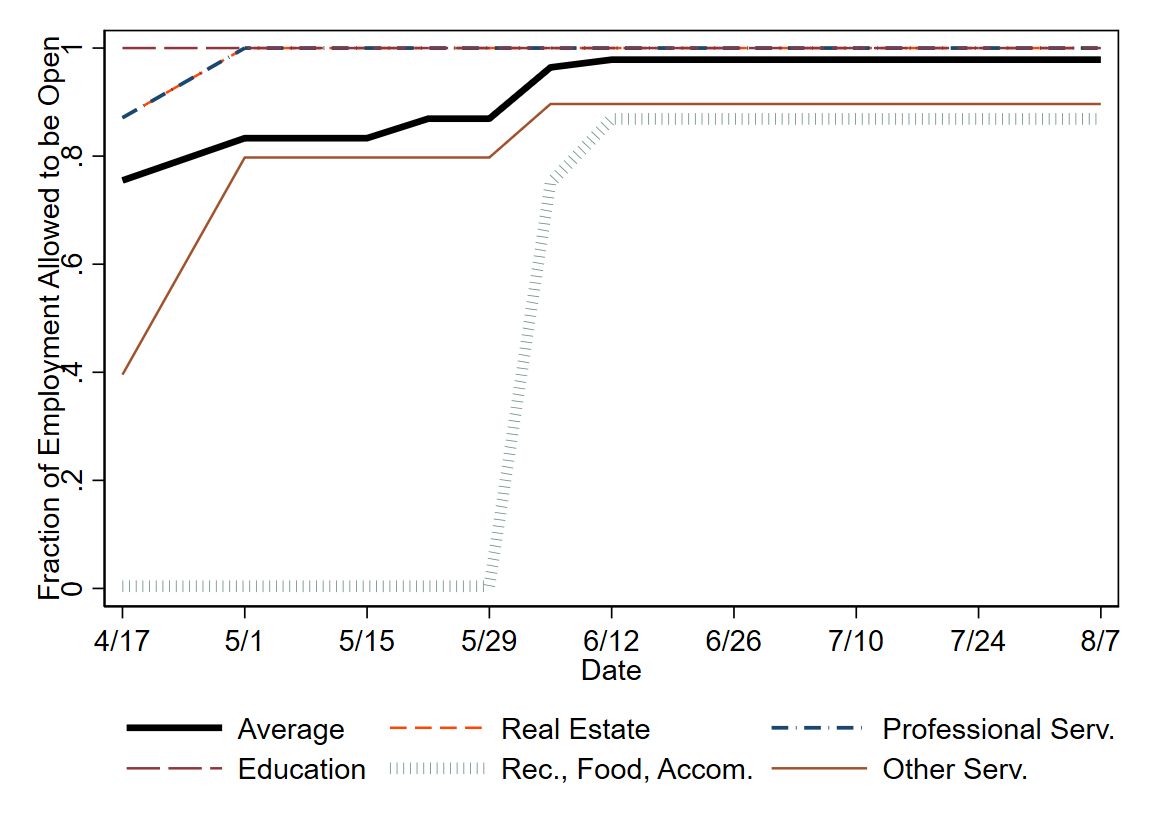 Fraction of Employment Allowed to be Open
1
.8
.6
.4
.2
0
4/17 5/1 5/15 5/29 6/12 6/26 7/10 7/24 8/7
Date
Average Real Estate Professional Serv.
Education Rec., Food, Accom. Other Serv.